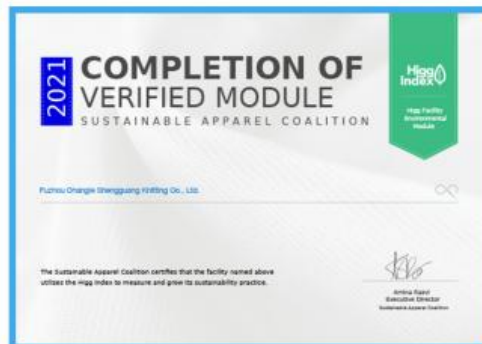 2021
COMPLETION OF
VERIFIED MODULE
SUSTAINABLE APPAREL COALITION
Higg
Index
Higg Facility
Environmental
Module
Fuzhou Changle Shengguang Knitting Co., Ltd.
The Sustainable Apparel Coalition certifies that the facility named above
utilizes the Higg Index to measure and grow its sustainability practice.
Amina Razvi
Executive Director
Sustainable Apparel Coalition